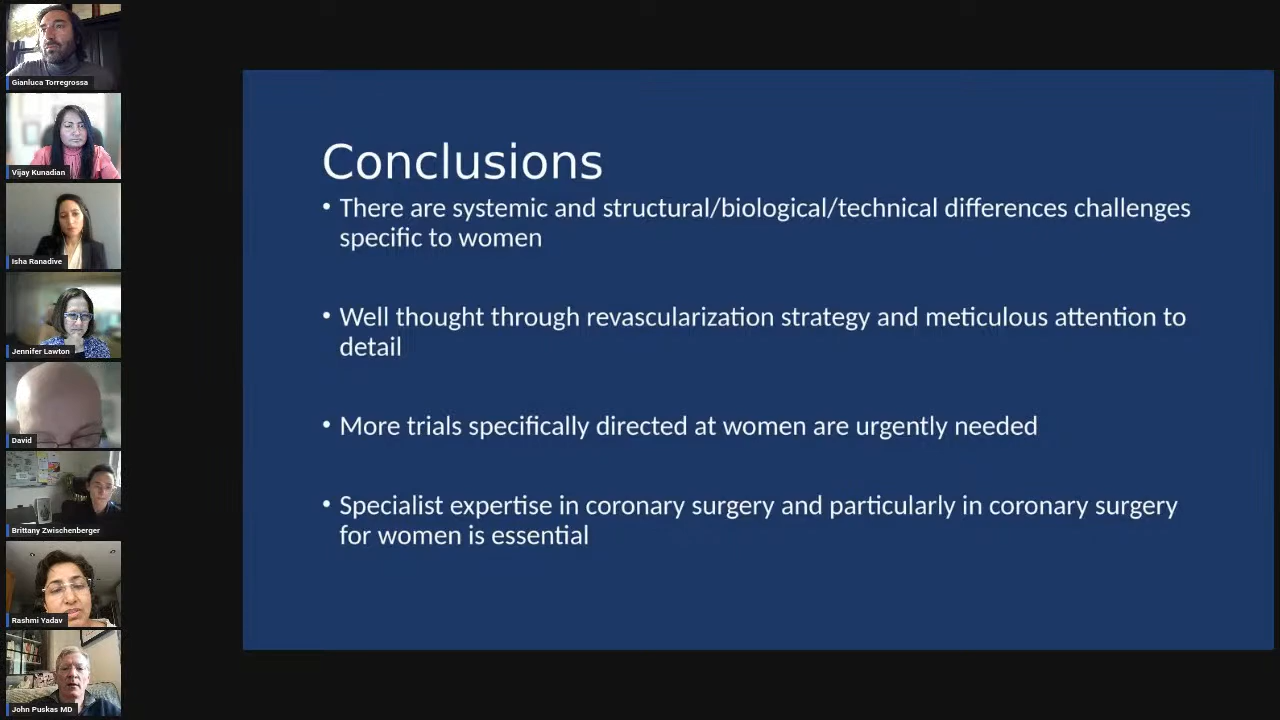 Gianluca Torregrossa
Vijay Kunadian
Isha Ranadive
Jennifer Lawton
David
Brittany Zwischenberger
Rashmi Yadav
John Puskas MD
Conclusions
• There are systemic and structural/biological/technical differences challenges
specific to women
• Well thought through revascularization strategy and meticulous attention to
detail
• More trials specifically directed at women are urgently needed
• Specialist expertise in coronary surgery and particularly in coronary surgery
for women is essential